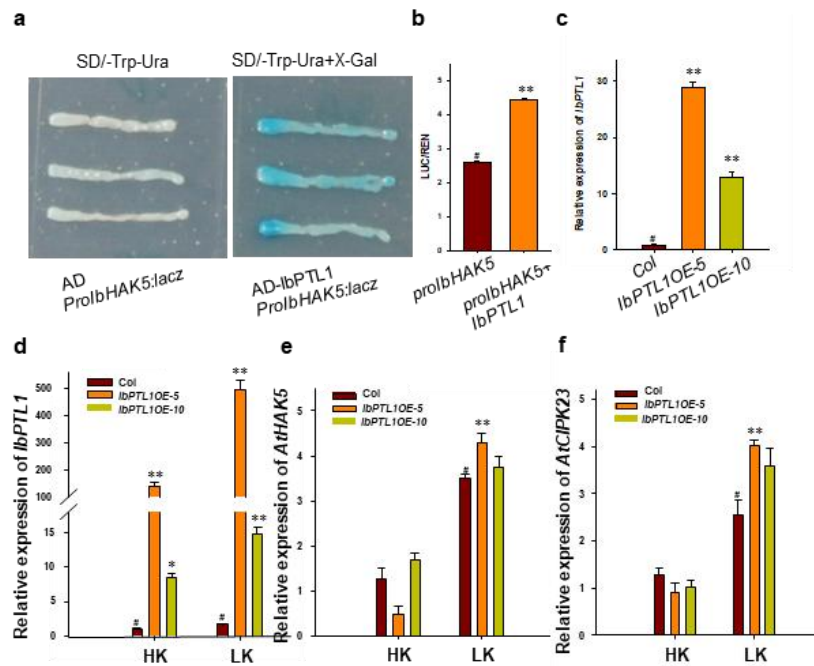 a
SD/-Trp-Ura
SD/-Trp-Ura+X-Gal
AD
ProIbHAK5:lacz
AD-IbPTL1
ProIbHAK5:lacz
b
LUC/REN
5
4
3
2
1
0
#
**
proIbHAK5
proIbHAK5+
IbPTL1
c
Relative expression of IbPTL1
30
20
10
0
#
**
**
Col
IbPTL1OE-5
IbPTL1OE-10
d
Relative expression of IbPTL1
Col
IbPTL1OE-5
IbPTL1OE-10
500
400
300
200
100
15
10
5
0
#
**
*
#
**
**
HK
LK
e
Relative expression of AtHAK5
Col
IbPTL1OE-5
IbPTL1OE-10
5
4
3
2
1
0
#
**
HK
LK
f
Relative expression of AtCIPK23
Col
IbPTL1OE-5
IbPTL1OE-10
5
4
3
2
1
0
#
**
HK
LK